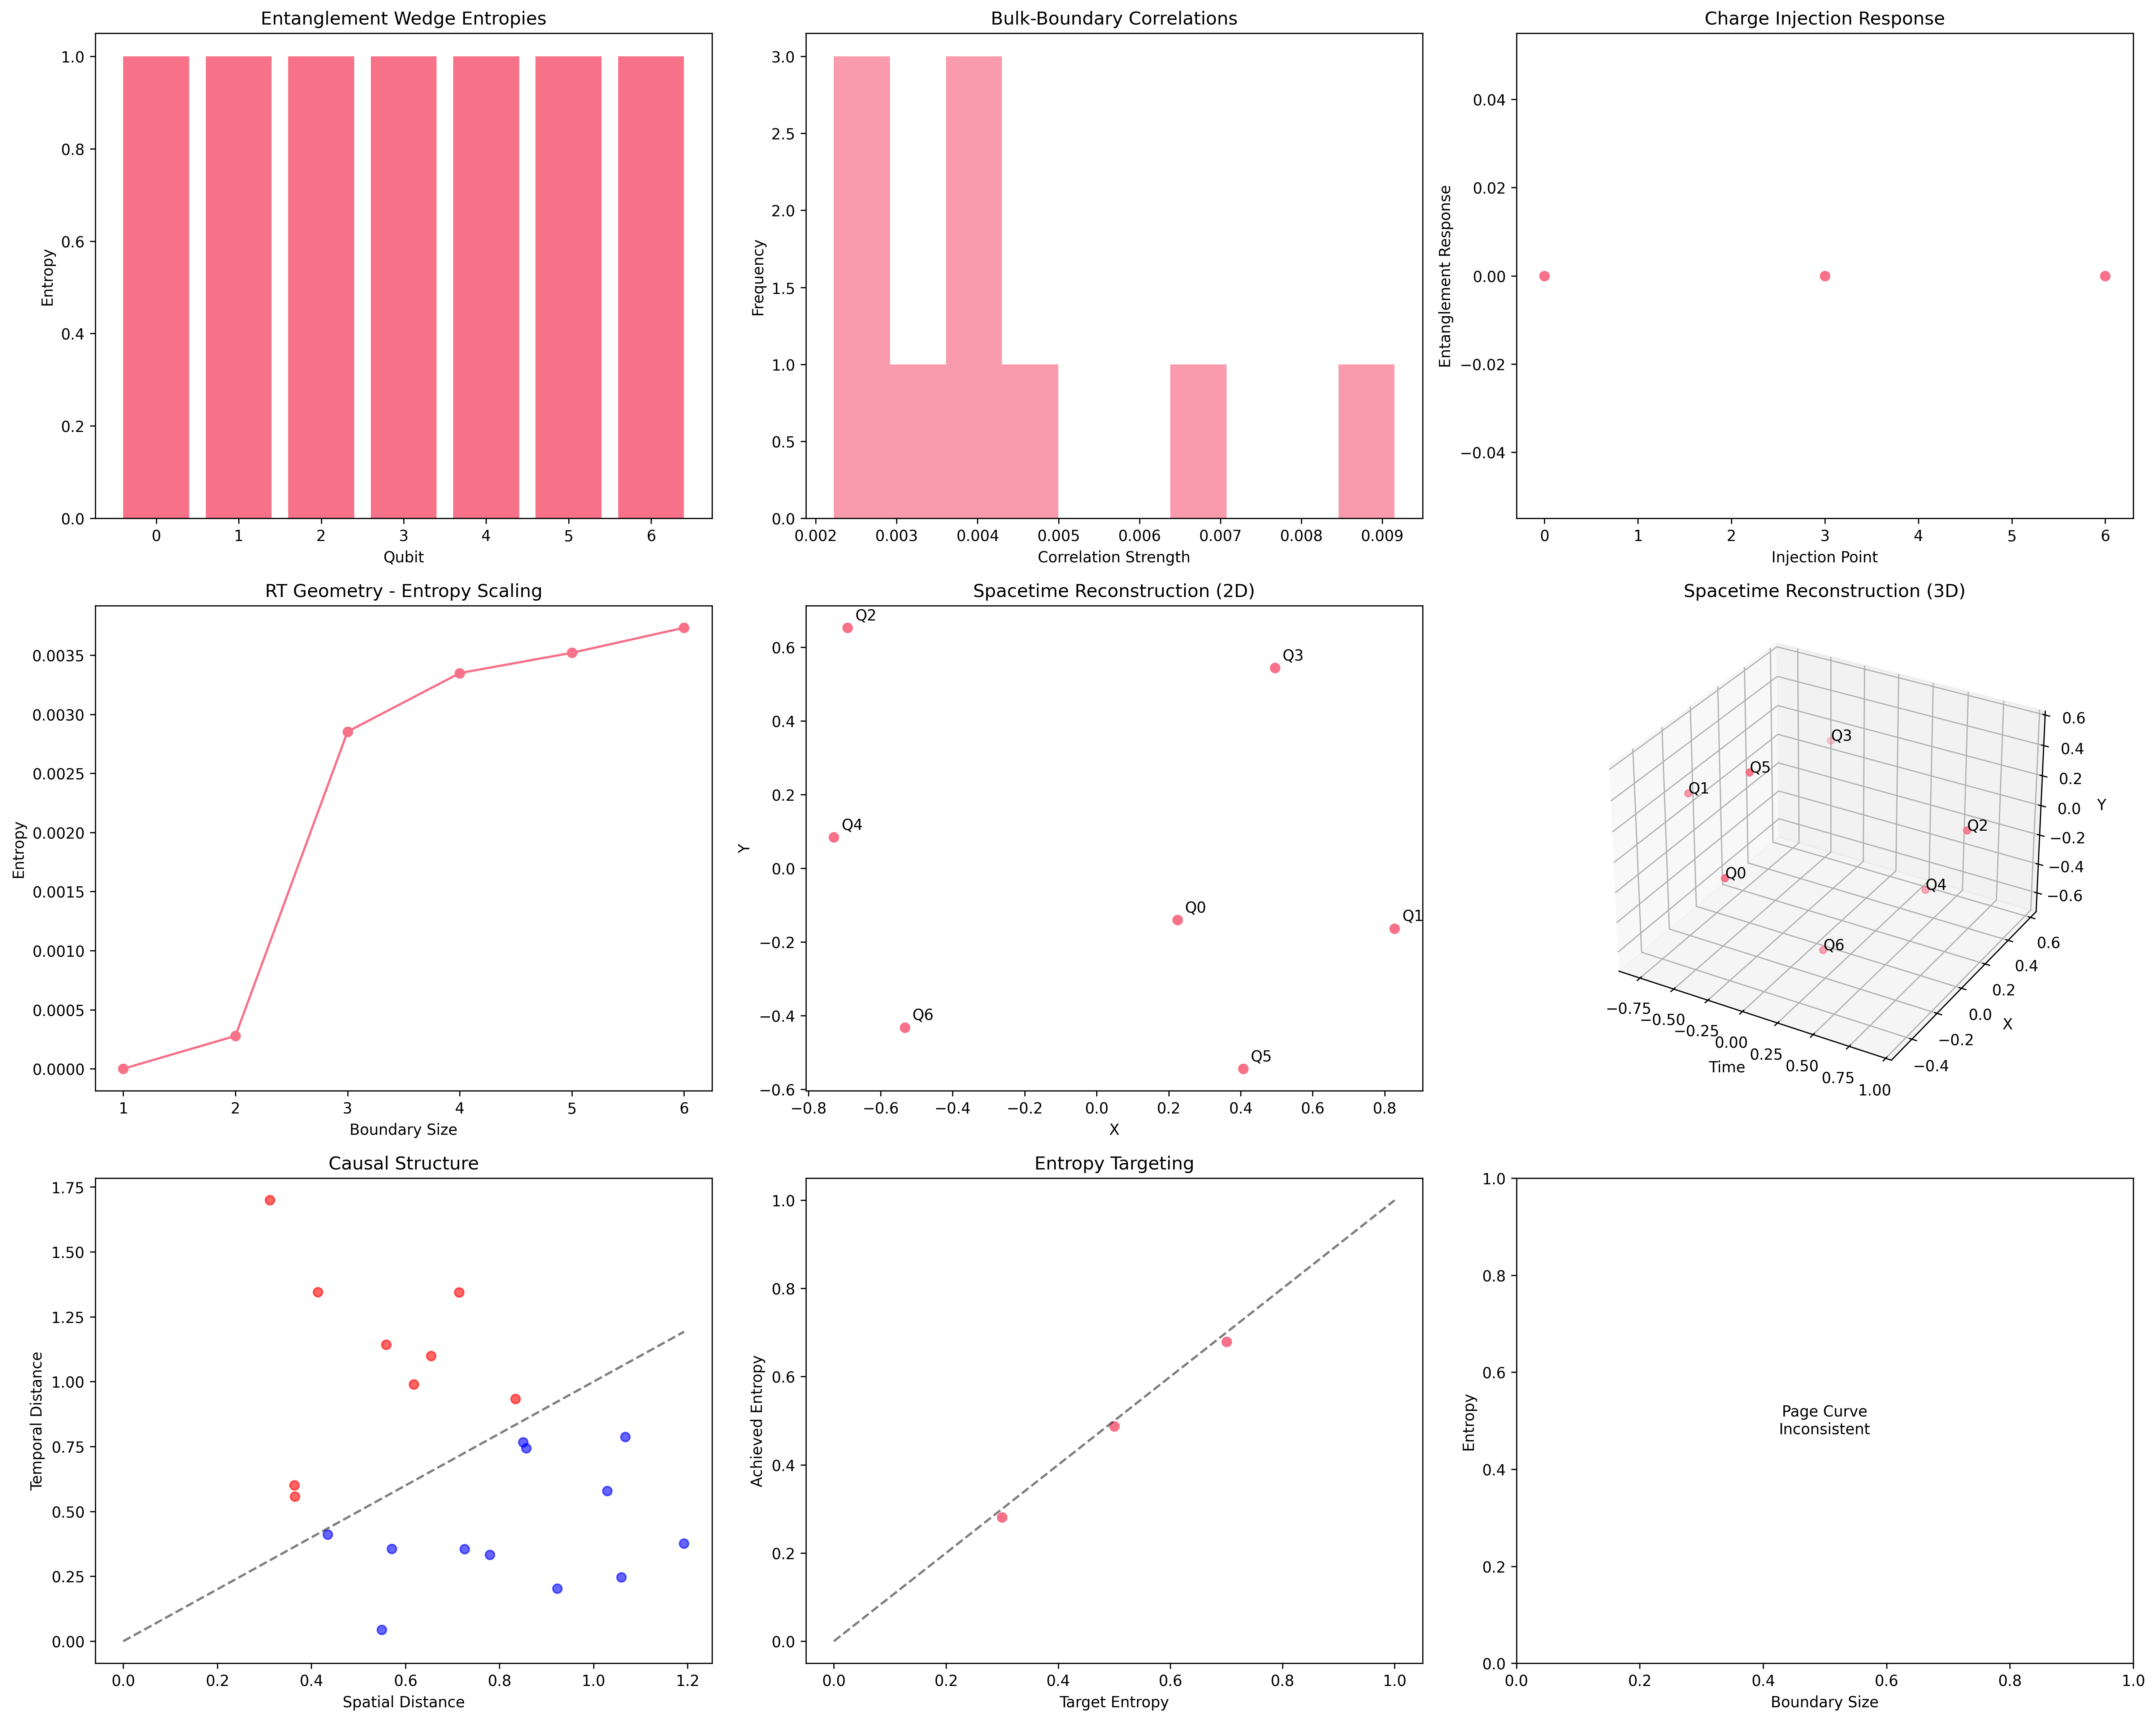 Entanglement Wedge Entropies
Entropy
1.0
0.8
0.6
0.4
0.2
0.0
0 1 2 3 4 5 6
Qubit
Bulk-Boundary Correlations
Frequency
3.0
2.5
2.0
1.5
1.0
0.5
0.0
0.002 0.003 0.004 0.005 0.006 0.007 0.008 0.009
Correlation Strength
Charge Injection Response
Entanglement Response
0.04
0.02
0.00
−0.02
−0.04
0 1 2 3 4 5 6
Injection Point
RT Geometry - Entropy Scaling
Entropy
0.0035
0.0030
0.0025
0.0020
0.0015
0.0010
0.0005
0.0000
1 2 3 4 5 6
Boundary Size
Spacetime Reconstruction (2D)
Y
0.6
0.4
0.2
0.0
−0.2
−0.4
−0.6
Q2
Q3
Q4
Q0
Q1
Q6
Q5
−0.8 −0.6 −0.4 −0.2 0.0 0.2 0.4 0.6 0.8
X
Spacetime Reconstruction (3D)
Q3
Q5
Q1
Q2
Q0
Q4
Q6
0.6
0.4
0.2
0.0
−0.2
−0.4
−0.6
Y
0.6
0.4
0.2
0.0
−0.2
−0.4
X
−0.75
−0.50
−0.25
0.00
0.25
0.50
0.75
1.00
Time
Causal Structure
Temporal Distance
1.75
1.50
1.25
1.00
0.75
0.50
0.25
0.00
0.0 0.2 0.4 0.6 0.8 1.0 1.2
Spatial Distance
Entropy Targeting
Achieved Entropy
1.0
0.8
0.6
0.4
0.2
0.0
0.0 0.2 0.4 0.6 0.8 1.0
Target Entropy
Entropy
1.0
0.8
0.6
0.4
0.2
0.0
Page Curve
Inconsistent
0.0 0.2 0.4 0.6 0.8 1.0
Boundary Size